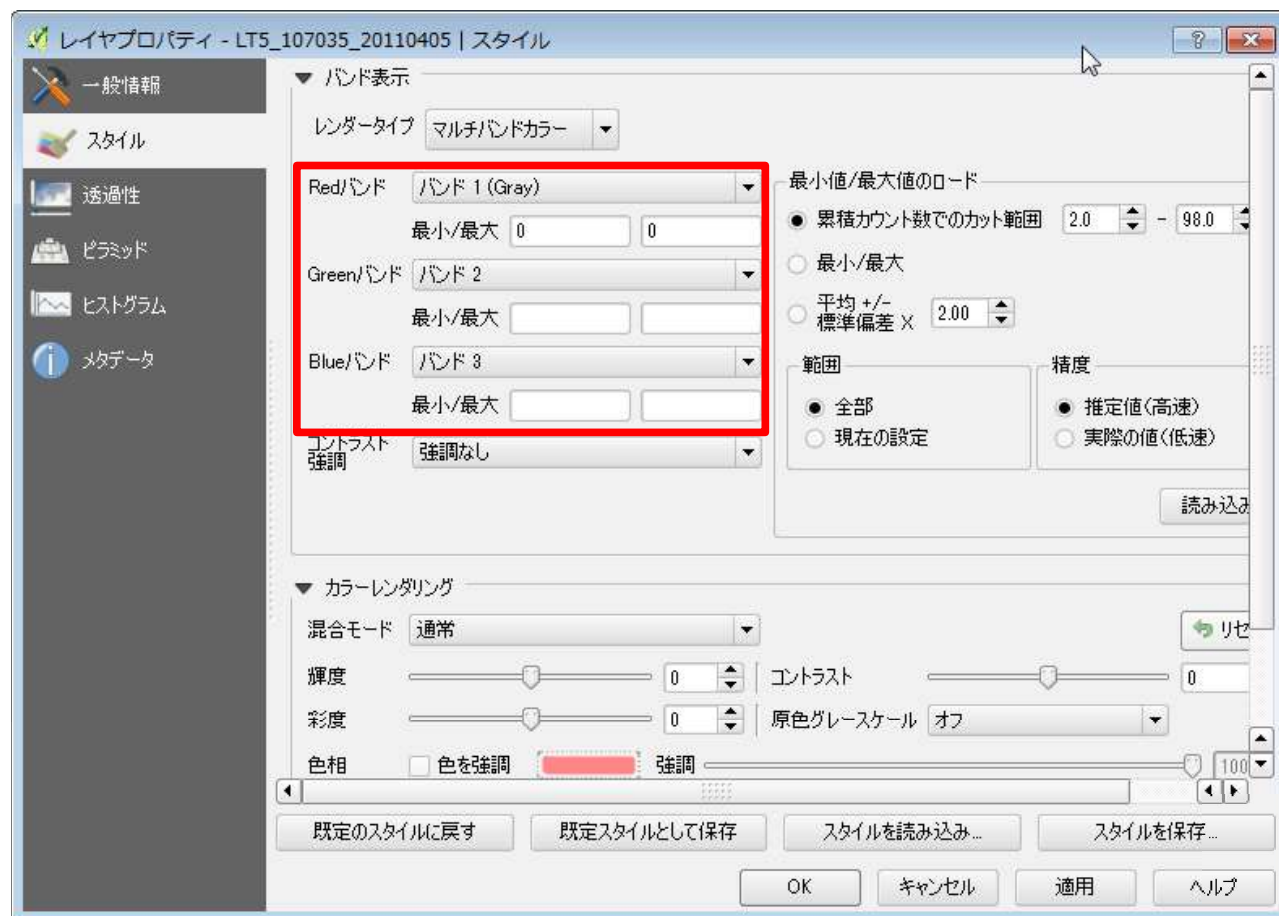 レイヤプロパティ - LT5_107035_20110405 | スタイル
一般情報
スタイル
透過性
ピラミッド
ヒストグラム
メタデータ
▼ バンド表示
レンダータイプ マルチバンドカラー
Redバンド バンド 1 (Gray)
最小/最大 0 0
Greenバンド バンド 2
最小/最大
Blueバンド バンド 3
最小/最大
コントラスト
強調 強調なし
最小値/最大値のロード
累積カウント数でのカット範囲 2.0 - 98.0
最小/最大
平均 +/-
標準偏差 X 2.00
範囲
全部
現在の設定
精度
推定値(高速)
実際の値(低速)
読み込み
▼ カラーレンダリング
混合モード 通常
リセ
輝度 0 コントラスト 0
彩度 0 原色グレースケール オフ
色相 色を強調 強調 100
既定のスタイルに戻す 既定スタイルとして保存 スタイルを読み込み... スタイルを保存...
OK キャンセル 適用 ヘルプ